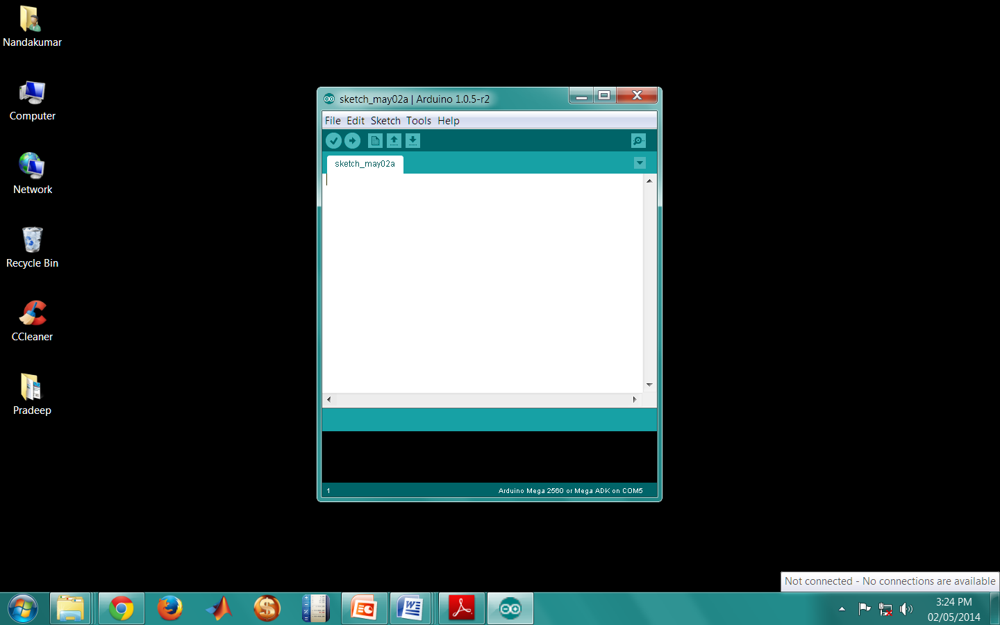 Nandakumar
Computer
Network
Recycle Bin
CCleaner
Pradeep
sketch_may02a | Arduino 1.0.5-r2
File Edit Sketch Tools Help
sketch_may02a
1
Arduino Mega 2560 or Mega ADK on COM5
Not connected - No connections are available
3:24 PM
02/05/2014